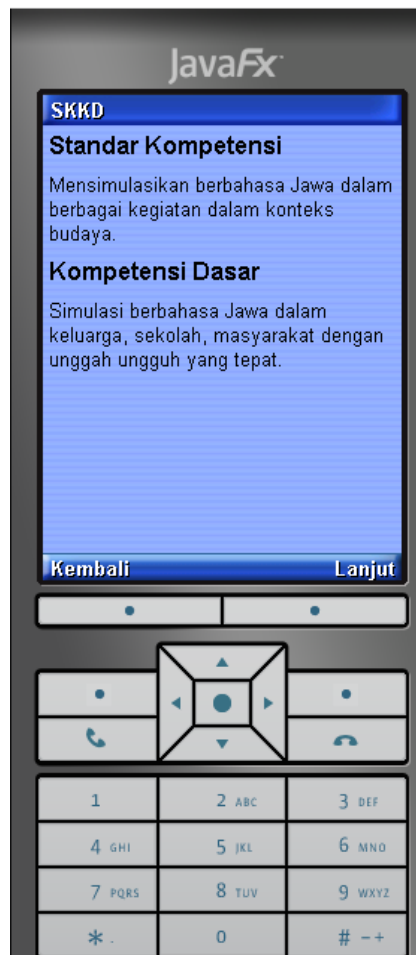 JavaFx
SKKD
Standar Kompetensi
Mensimulasikan berbahasa Jawa dalam
berbagai kegiatan dalam konteks
budaya.
Kompetensi Dasar
Simulasi berbahasa Jawa dalam
keluarga, sekolah, masyarakat dengan
unggah ungguh yang tepat.
Kembali Lanjut
1 2 ABC 3 DEF
4 GHI 5 JKL 6 MNO
7 PQRS 8 TUV 9 WXYZ
* . 0 # - +